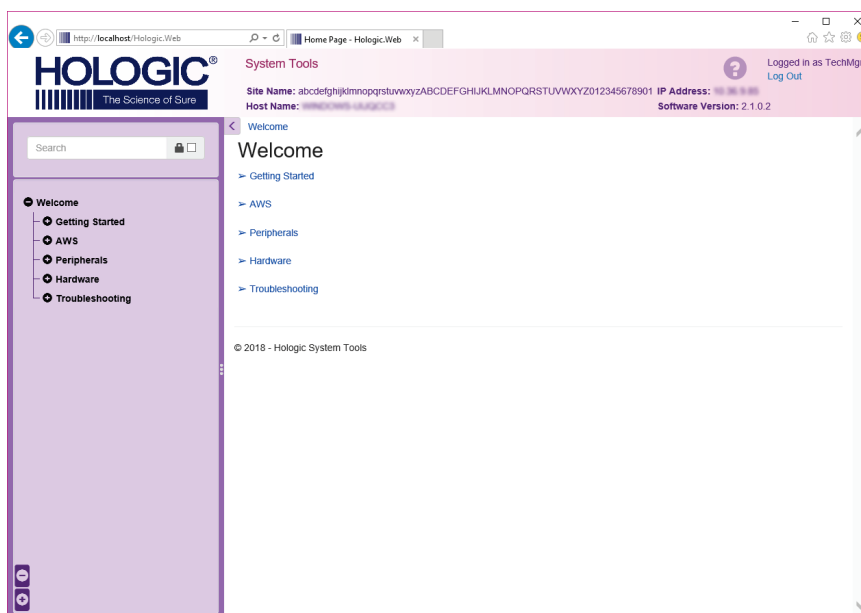 http://localhost/Hologic.Web
Home Page - Hologic.Web
HOLOGIC®
The Science of Sure
System Tools
Logged in as TechMg
Log Out
Site Name: abcdefghijklmnopqrstuvwxyzABCDEFGHIJKLMNOPQRSTUVWXYZ012345678901 IP Address:
Host Name:
Software Version: 2.1.0.2
Search
Welcome
Getting Started
AWS
Peripherals
Hardware
Troubleshooting
Welcome
Welcome
➢ Getting Started
➢ AWS
➢ Peripherals
➢ Hardware
➢ Troubleshooting
© 2018 - Hologic System Tools